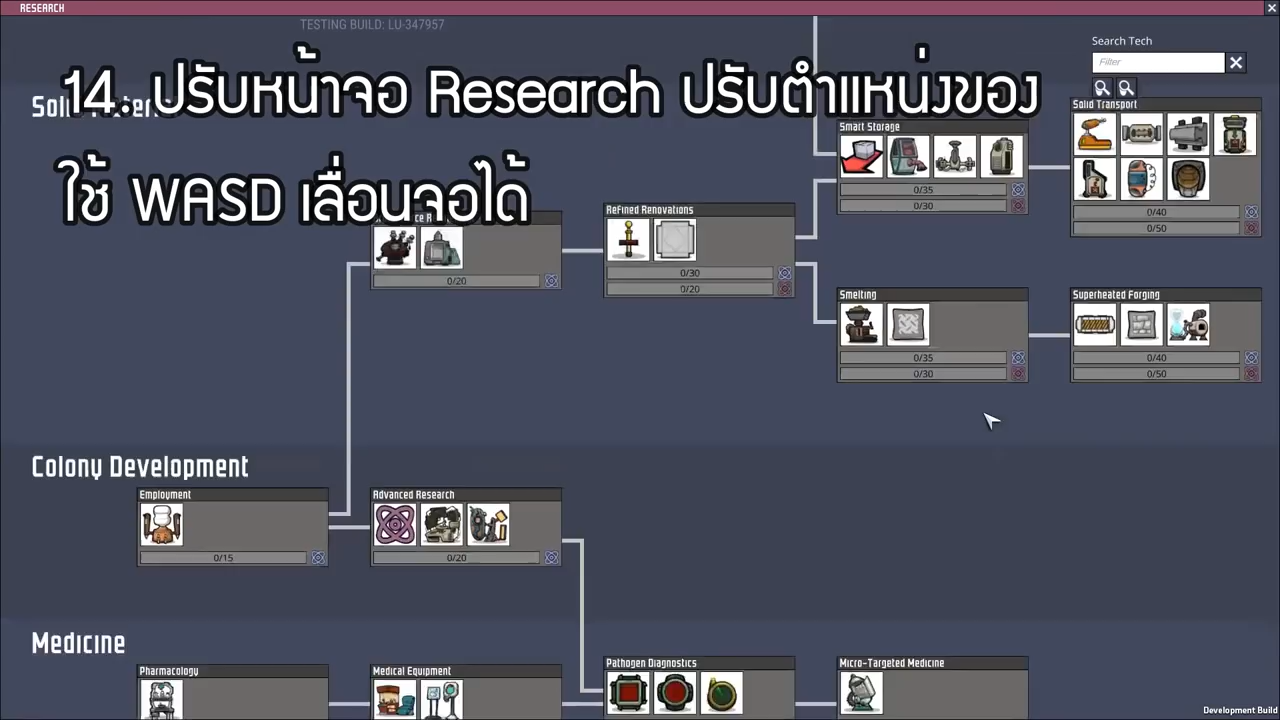 RESEARCH
TESTING BUILD: LU-347957
Search Tech
Filter
14. ปรับหน้าจอ Research ปรับตำแหน่งของ
ใช้ WASD เลื่อนจอได้
Solid Transport
0/40
0/50
Smart Storage
0/35
0/30
Refined Renovations
0/30
0/20
0/20
Smelting
0/35
0/30
Superheated Forging
0/40
0/50
Colony Development
Employment
0/15
Advanced Research
0/20
Medicine
Pharmacology
Medical Equipment
Pathogen Diagnostics
Micro-Targeted Medicine
Development Build